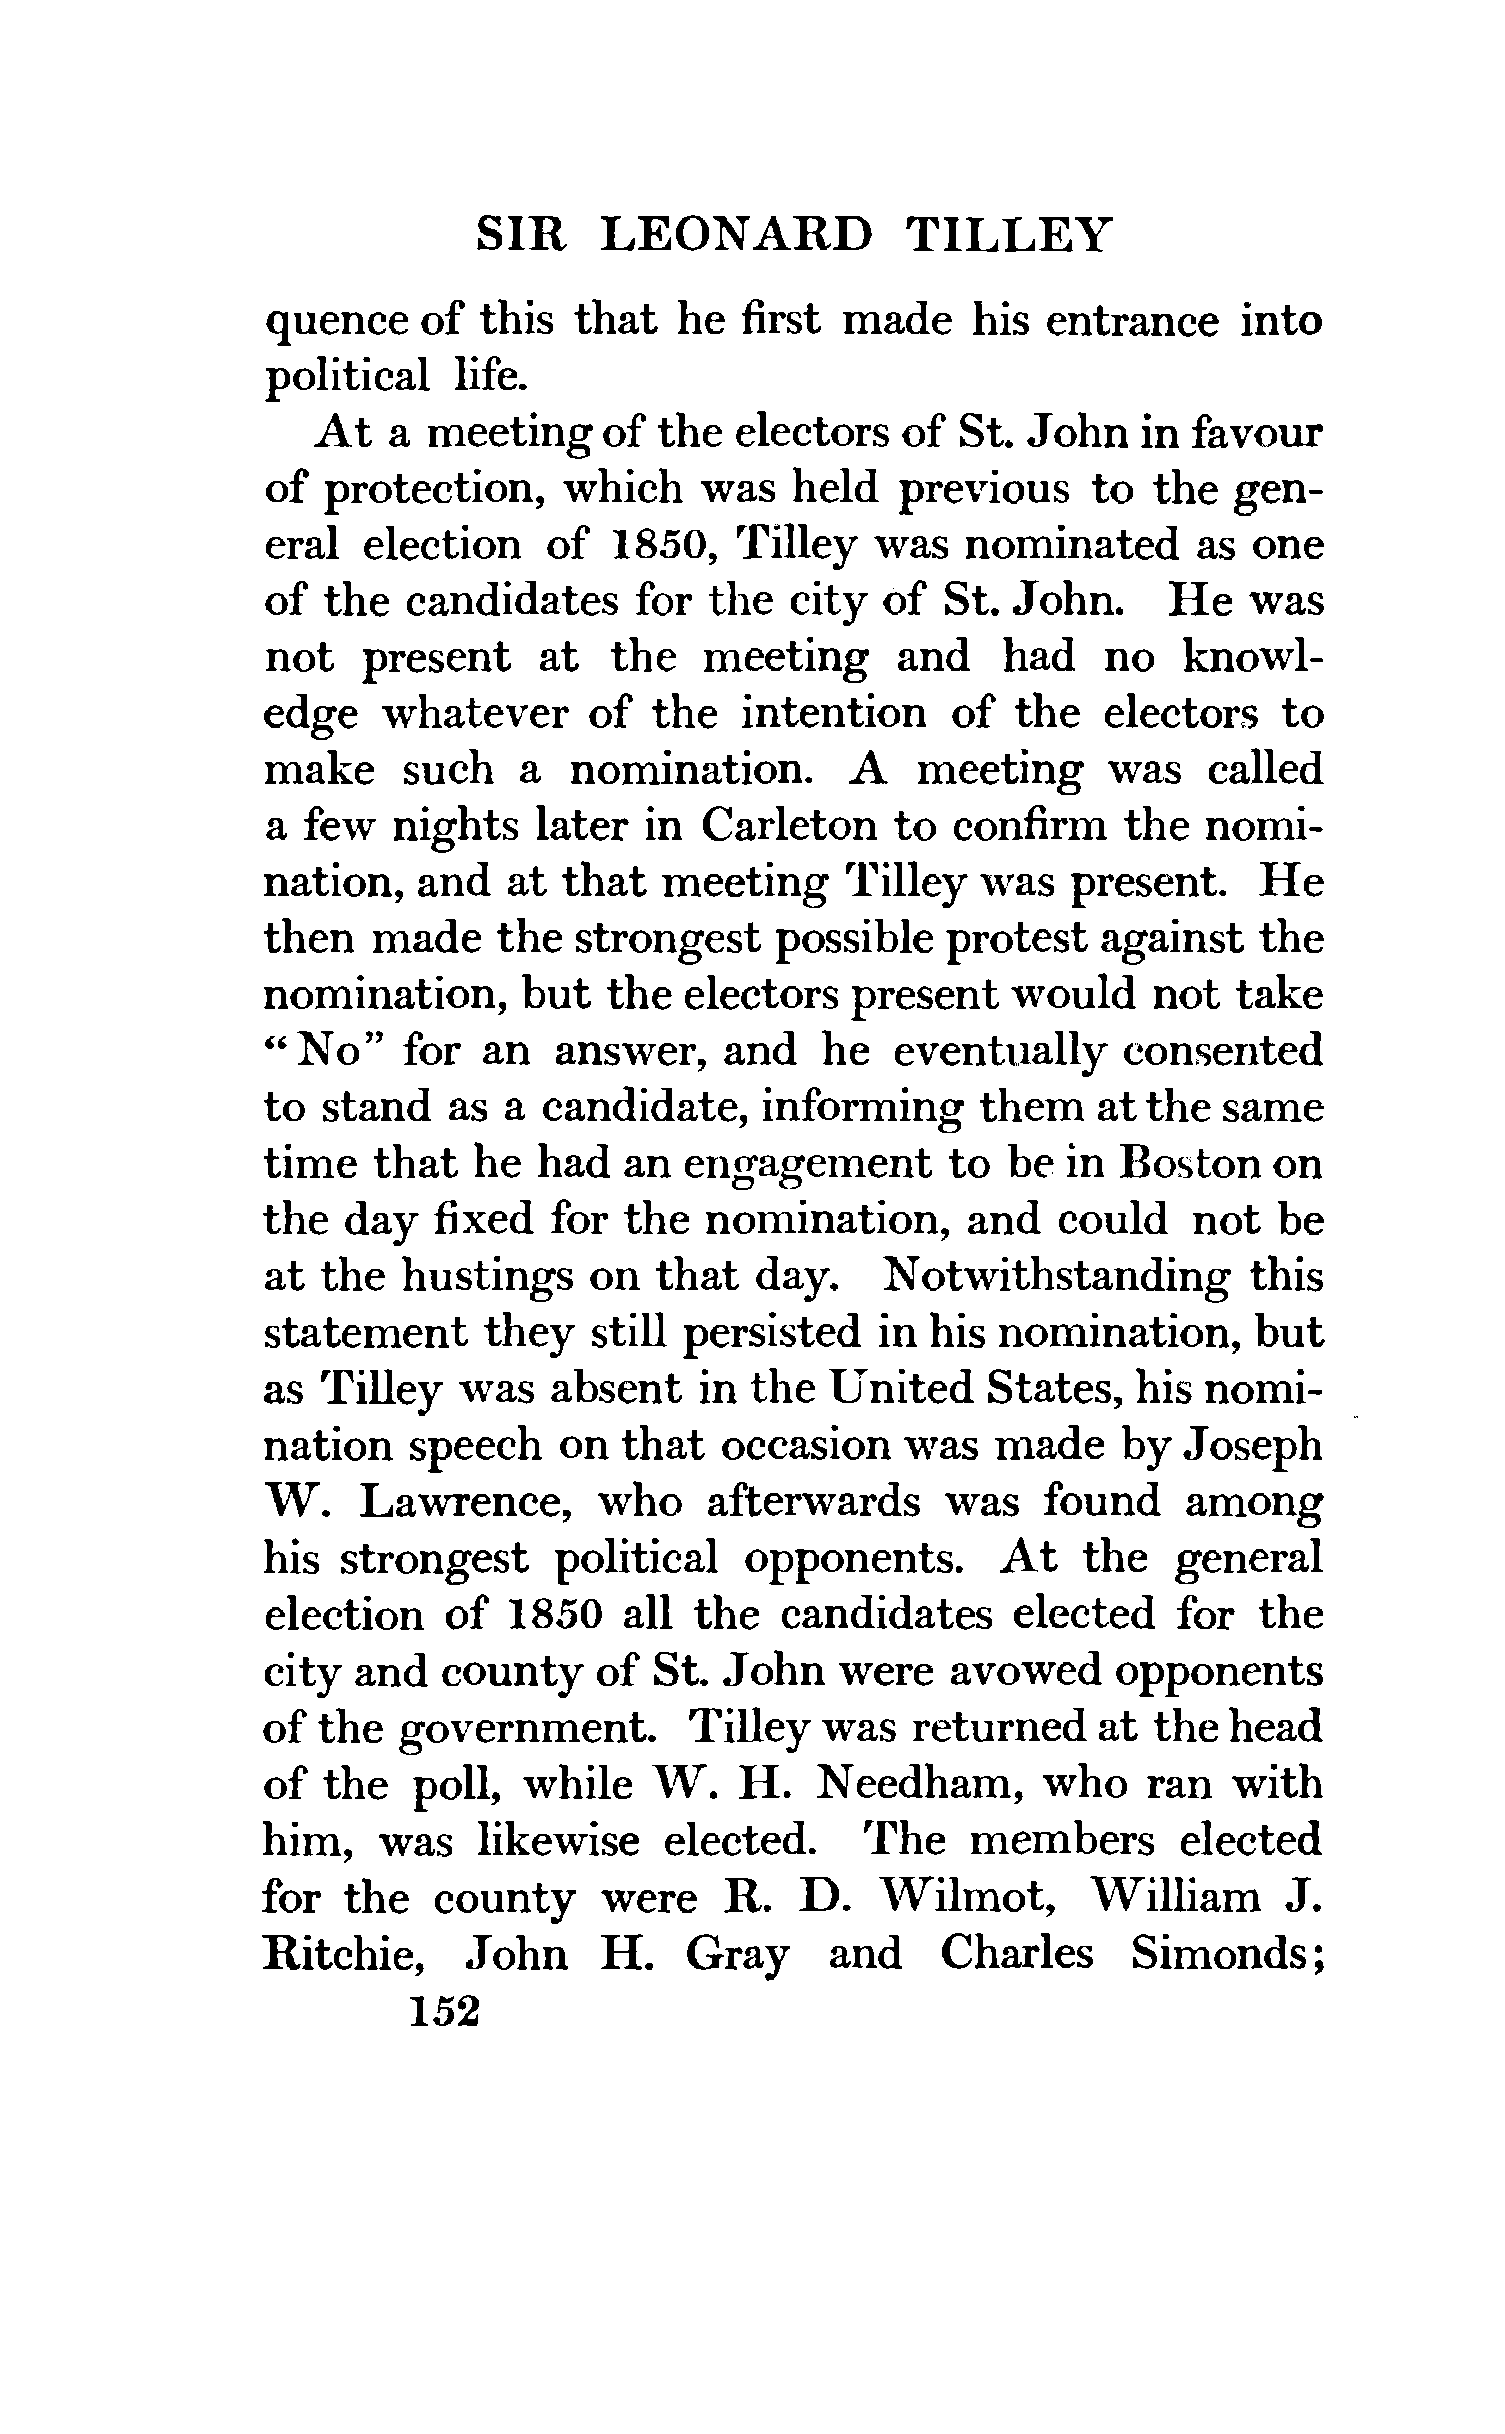 SIR LEONARD TILLEY
quence of this that he first made his entrance into
political life.
At a meeting of the electors of St. John in favour
of protection, which was held previous to the gen-
eral election of 1850, Tilley was nominated as one
of the candidates for the city of St. John. He was
not present at the meeting and had no knowl-
edge whatever of the intention of the electors to
make such a nomination. A meeting was called
a few nights later in Carleton to confirm the nomi-
nation, and at that meeting Tilley was present. He
then made the strongest possible protest against the
nomination, but the electors present would not take
“No” for an answer, and he eventually consented
to stand as a candidate, informing them at the same
time that he had an engagement to be in Boston on
the day fixed for the nomination, and could not be
at the hustings on that day. Notwithstanding this
statement they still persisted in his nomination, but
as Tilley was absent in the United States, his nomi-
nation speech on that occasion was made by Joseph
W. Lawrence, who afterwards was found among
his strongest political opponents. At the general
election of 1850 all the candidates elected for the
city and county of St. John were avowed opponents
of the government. Tilley was returned at the head
of the poll, while W. H. Needham, who ran with
him, was likewise elected. The members elected
for the county were R. D. Wilmot, William J.
Ritchie, John H. Gray and Charles Simonds;
152